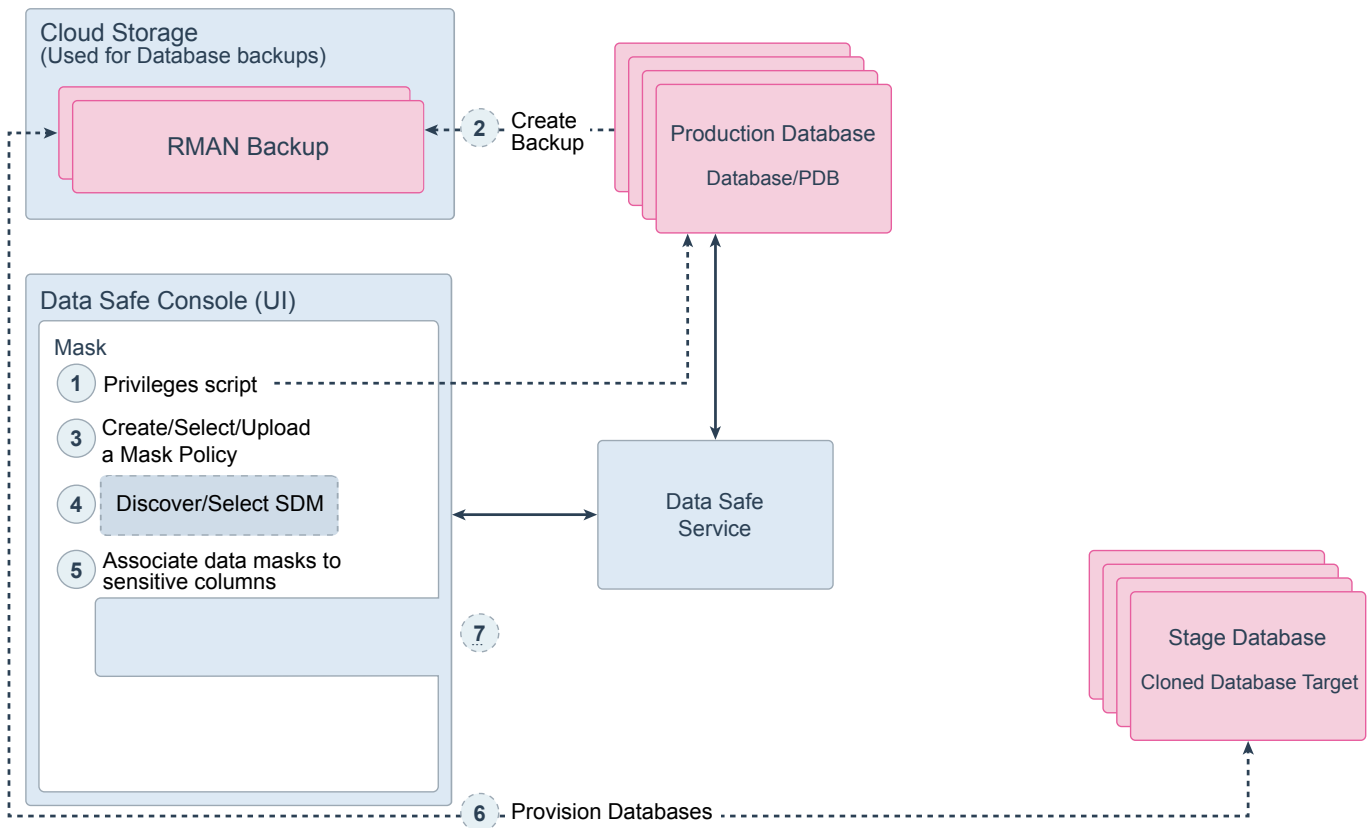 Cloud Storage
(Used for Database backups)
RMAN Backup
2
Create
Backup
Production Database
Database/PDB
Data Safe Console (UI)
Mask
1
Privileges script
3
Create/Select/Upload
a Mask Policy
4
Discover/Select SDM
5
Associate data masks to
sensitive columns
7
Data Safe
Service
Stage Database
Cloned Database Target
6
Provision Databases